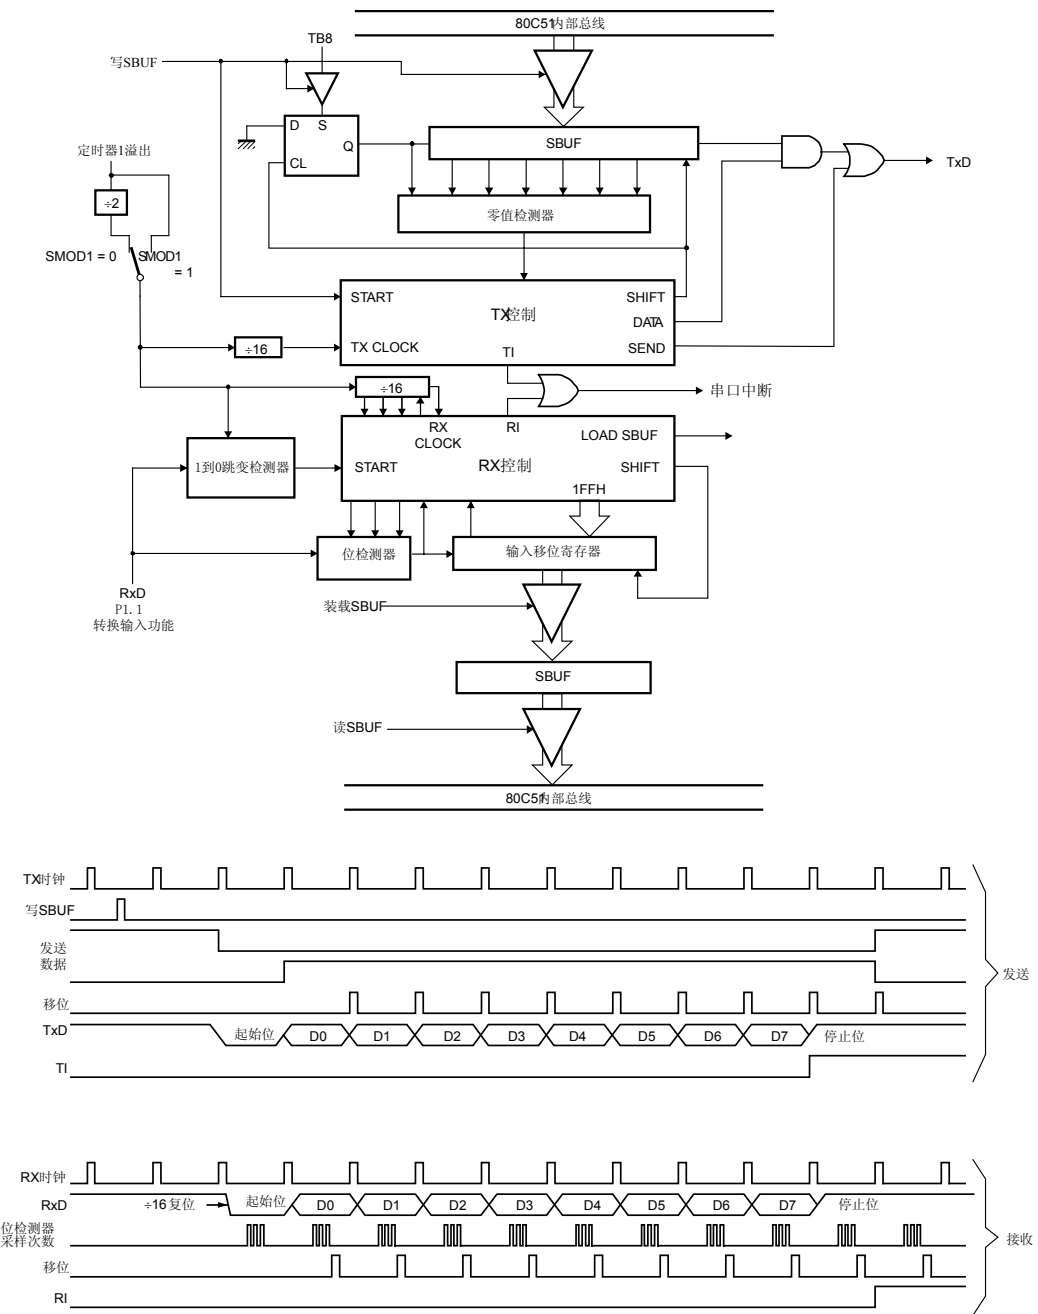 80C51内部总线
TB8
写SBUF
D S
Q
CL
SBUF
TxD
定时器1溢出
÷2
零值检测器
SMOD1 = 0
SMOD1
= 1
START
TX控制
SHIFT
DATA
÷16
TX CLOCK
TI
SEND
÷16
串口中断
RX
CLOCK
RI
LOAD SBUF
1到0跳变检测器
START
RX控制
SHIFT
1FFH
位检测器
输入移位寄存器
RxD
P1.1
转换输入功能
装载SBUF
SBUF
读SBUF
80C51内部总线
TX时钟
写SBUF
发送
数据
发送
移位
TxD
起始位 D0 D1 D2 D3 D4 D5 D6 D7 停止位
TI
RX时钟
RxD
÷16复位
起始位 D0 D1 D2 D3 D4 D5 D6 D7 停止位
位检测器
采样次数
接收
移位
RI